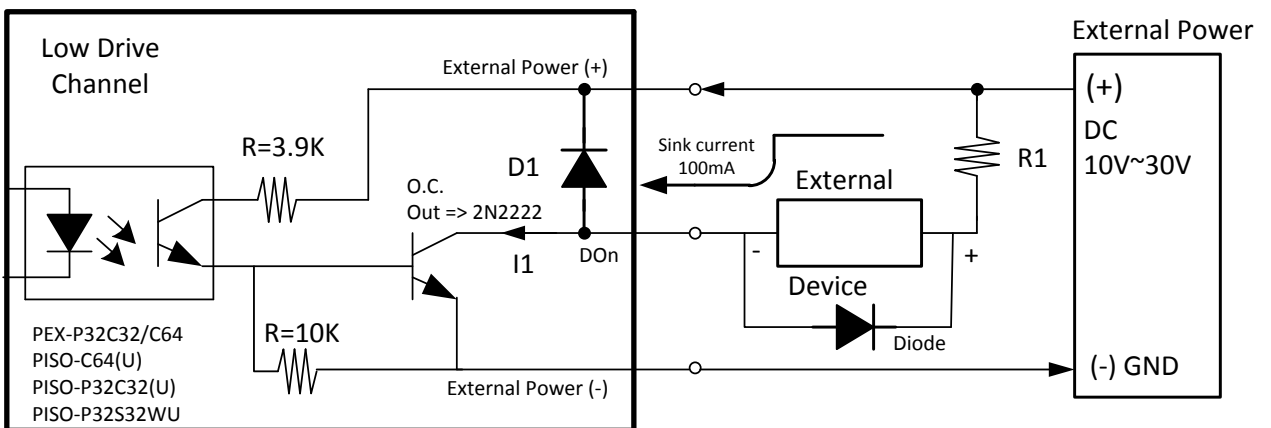 Low Drive
Channel
External Power (+)
R=3.9K
D1
O.C.
Out => 2N2222
I1
DOn
R=10K
External Power (-)
PEX-P32C32/C64
PISO-C64(U)
PISO-P32C32(U)
PISO-P32S32WU
Sink current
100mA
External
Device
-
+
Diode
R1
External Power
(+)
DC
10V~30V
(-) GND